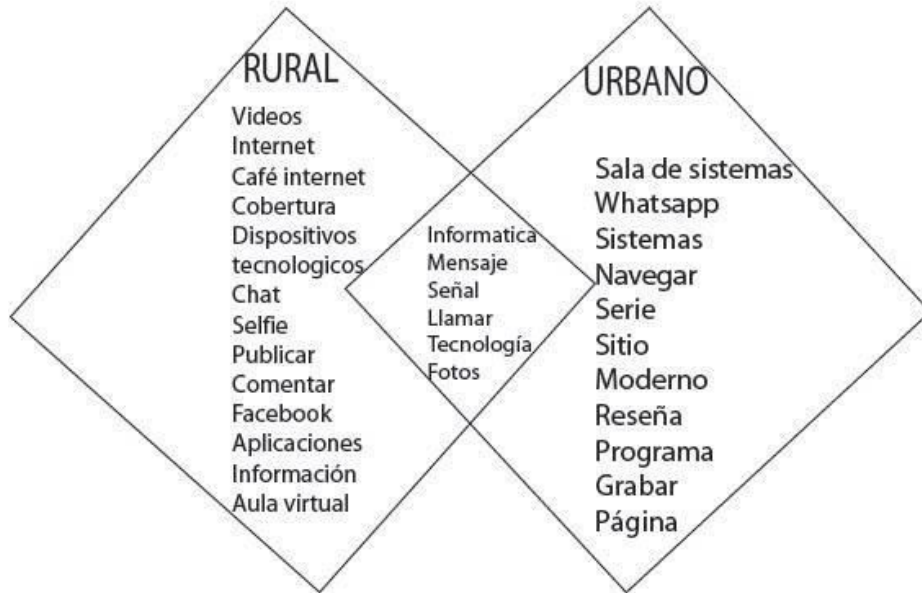 RURAL
Videos
Internet
Café internet
Cobertura
Dispositivos
tecnologicos
Chat
Selfie
Publicar
Comentar
Facebook
Aplicaciones
Información
Aula virtual
Informatica
Mensaje
Señal
Llamar
Tecnología
Fotos
URBANO
Sala de sistemas
Whatsapp
Sistemas
Navegar
Serie
Sitio
Moderno
Reseña
Programa
Grabar
Página